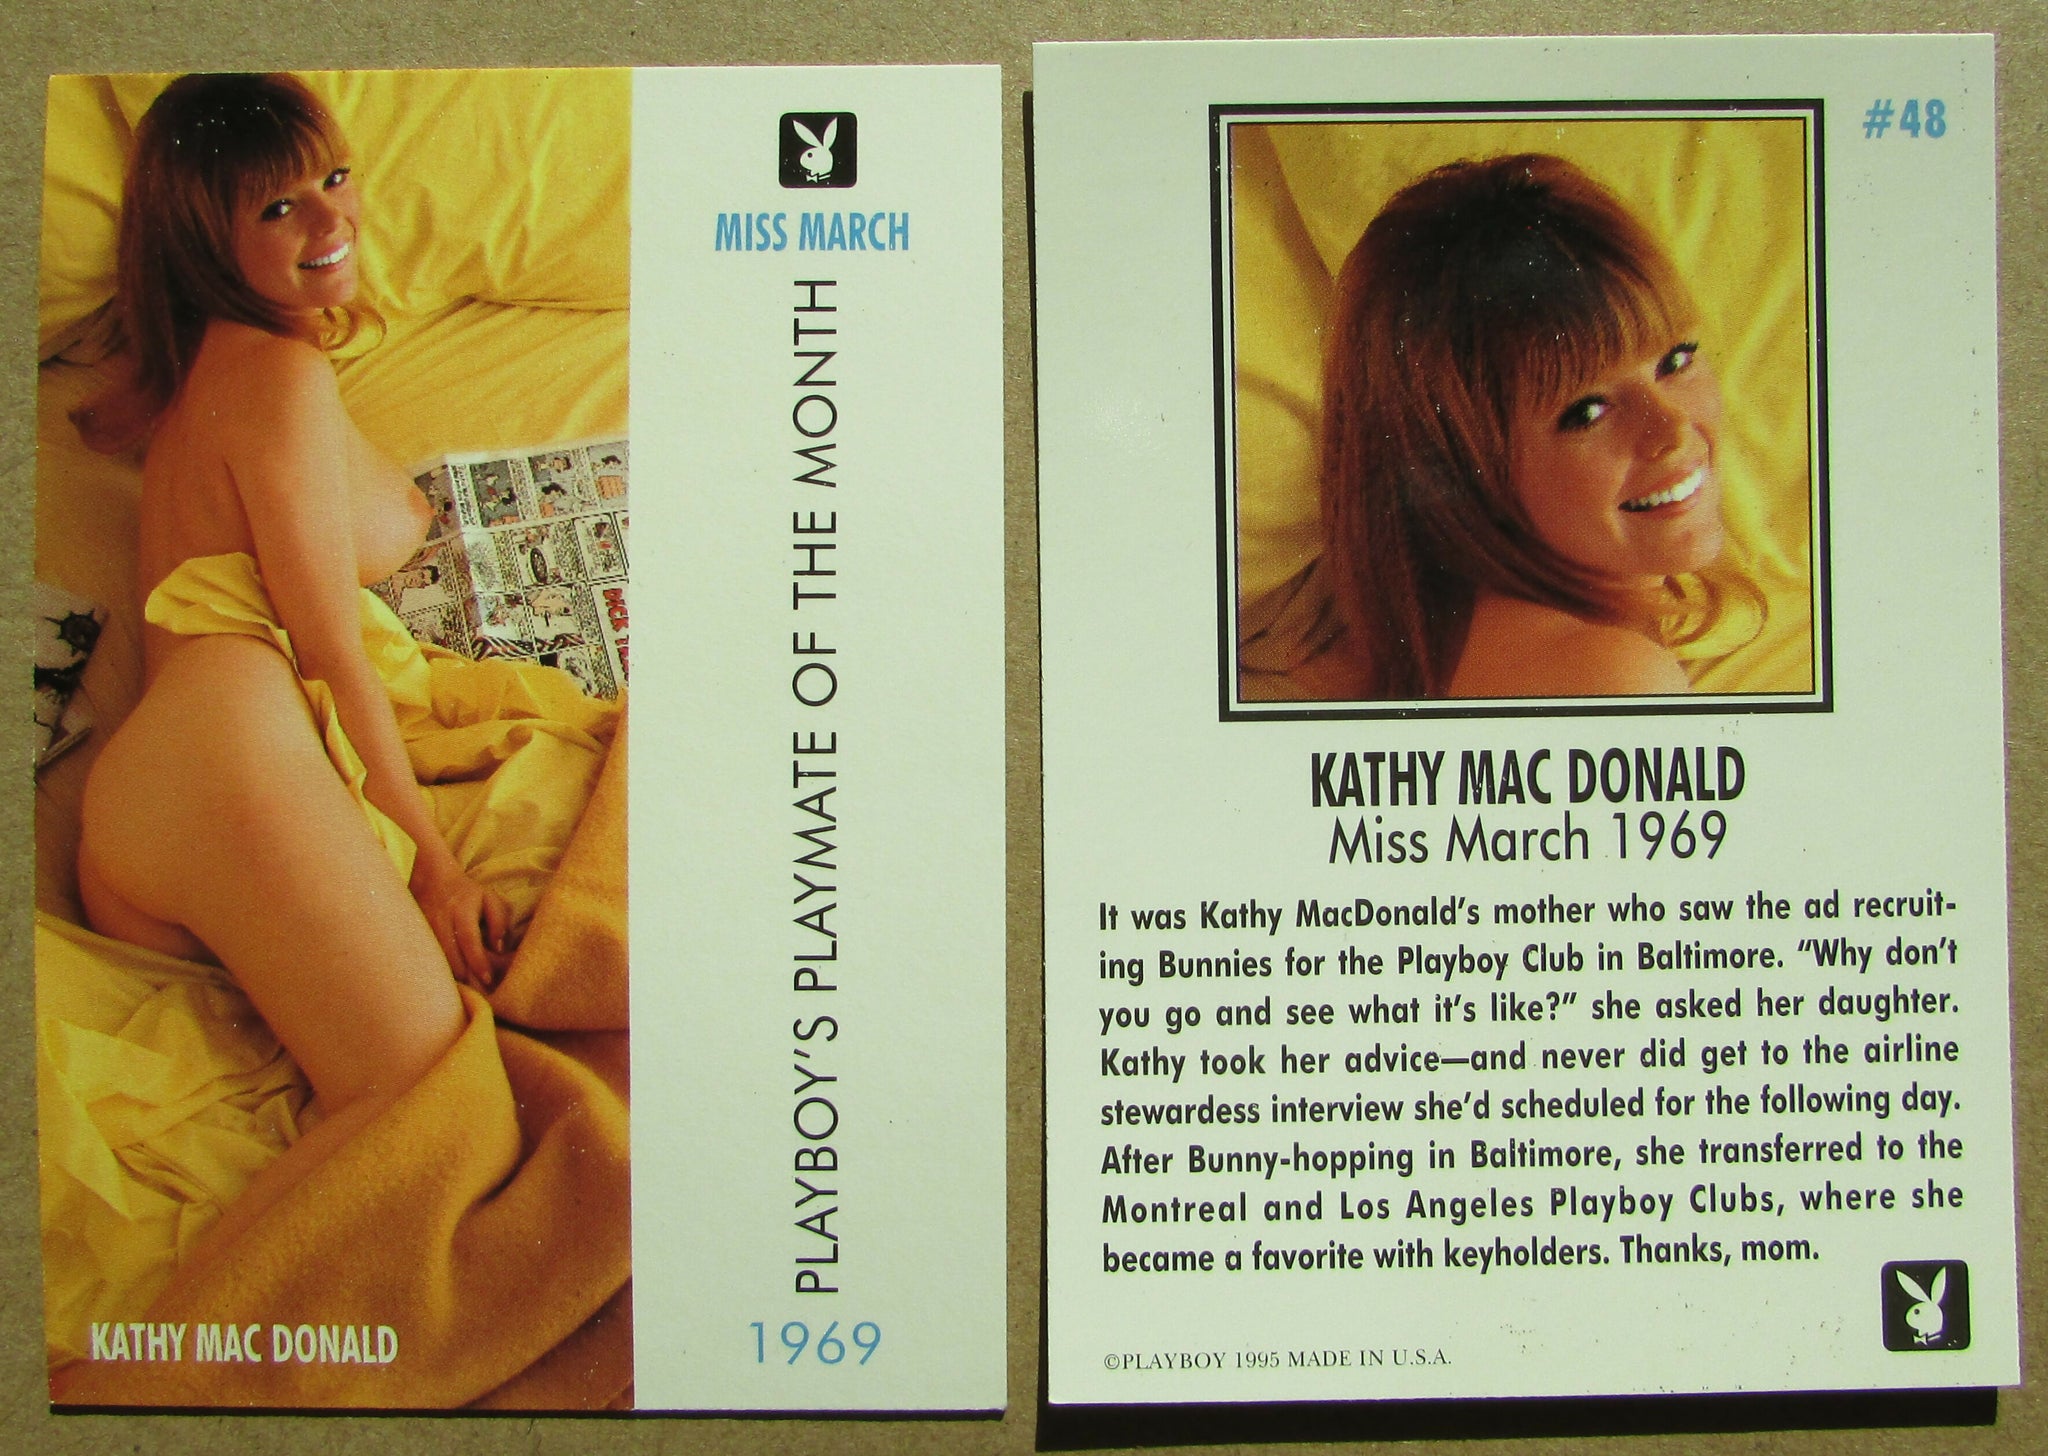 MISS MARCH
PLAYBOY'S PLAYMATE OF THE MONTH
1969
KATHY MAC DONALD
#48
KATHY MAC DONALD
Miss March 1969
It was Kathy MacDonald's mother who saw the ad recruit-
ing Bunnies for the Playboy Club in Baltimore. “Why don't
you go and see what it's like?” she asked her daughter.
Kathy took her advice—and never did get to the airline
stewardess interview she'd scheduled for the following day.
After Bunny-hopping in Baltimore, she transferred to the
Montreal and Los Angeles Playboy Clubs, where she
became a favorite with keyholders. Thanks, mom.
©PLAYBOY 1995 MADE IN U.S.A.